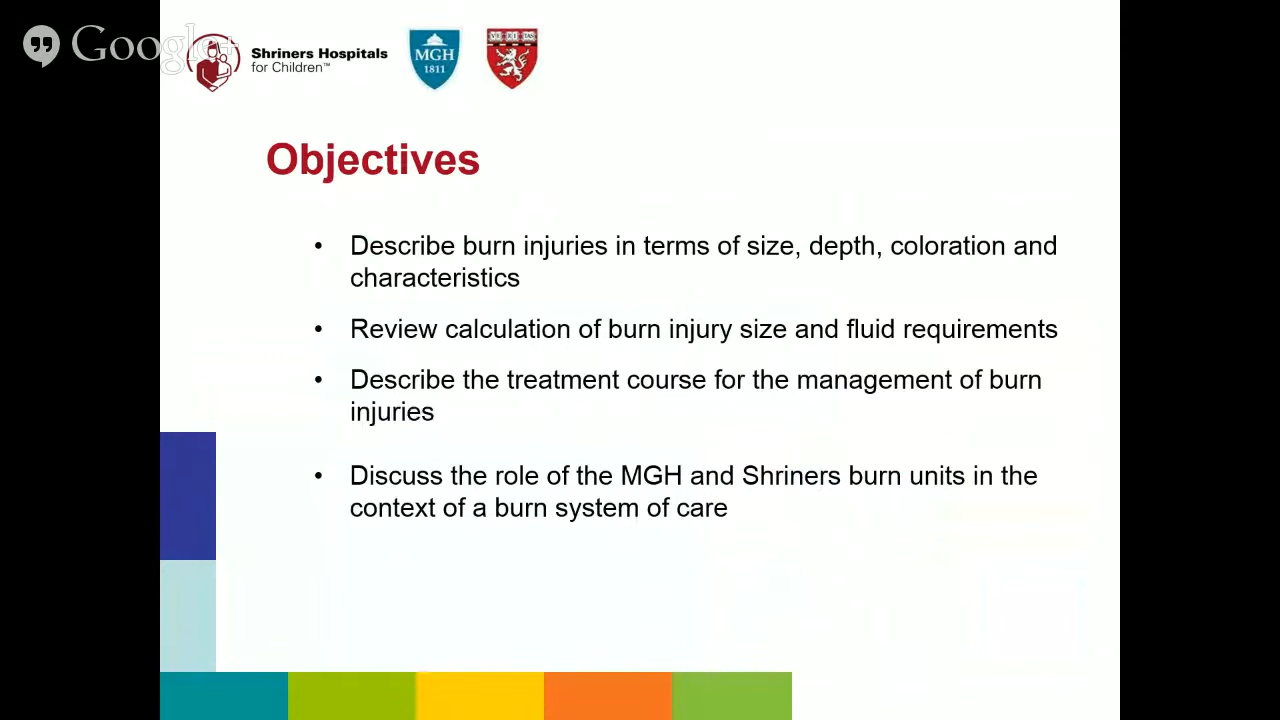 Google+
Shriners Hospitals
for Children™
MGH
1811
Objectives
• Describe burn injuries in terms of size, depth, coloration and
characteristics
• Review calculation of burn injury size and fluid requirements
• Describe the treatment course for the management of burn
injuries
• Discuss the role of the MGH and Shriners burn units in the
context of a burn system of care